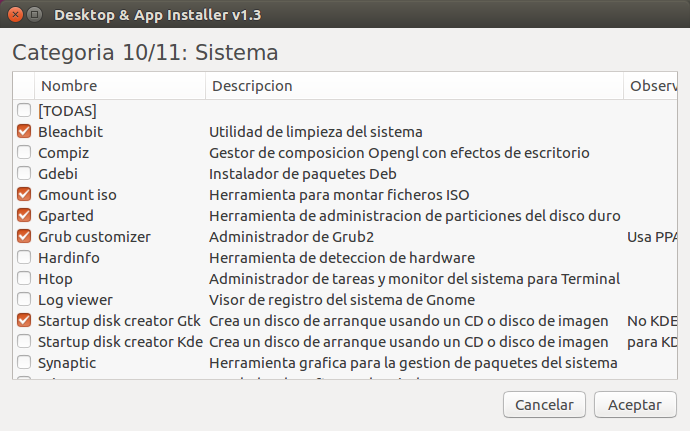 Desktop & App Installer v1.3
Categoria 10/11: Sistema
Nombre Descripcion Observ
[TODAS]
Bleachbit Utilidad de limpieza del sistema
Compiz Gestor de composicion Opengl con efectos de escritorio
Gdebi Instalador de paquetes Deb
Gmount iso Herramienta para montar ficheros ISO
Gparted Herramienta de administracion de particiones del disco duro
Grub customizer Administrador de Grub2 Usa PPA
Hardinfo Herramienta de deteccion de hardware
Htop Administrador de tareas y monitor del sistema para Terminal
Log viewer Visor de registro del sistema de Gnome
Startup disk creator Gtk Crea un disco de arranque usando un CD o disco de imagen No KDE
Startup disk creator Kde Crea un disco de arranque usando un CD o disco de imagen para KD
Synaptic Herramienta grafica para la gestion de paquetes del sistema
Cancelar Aceptar